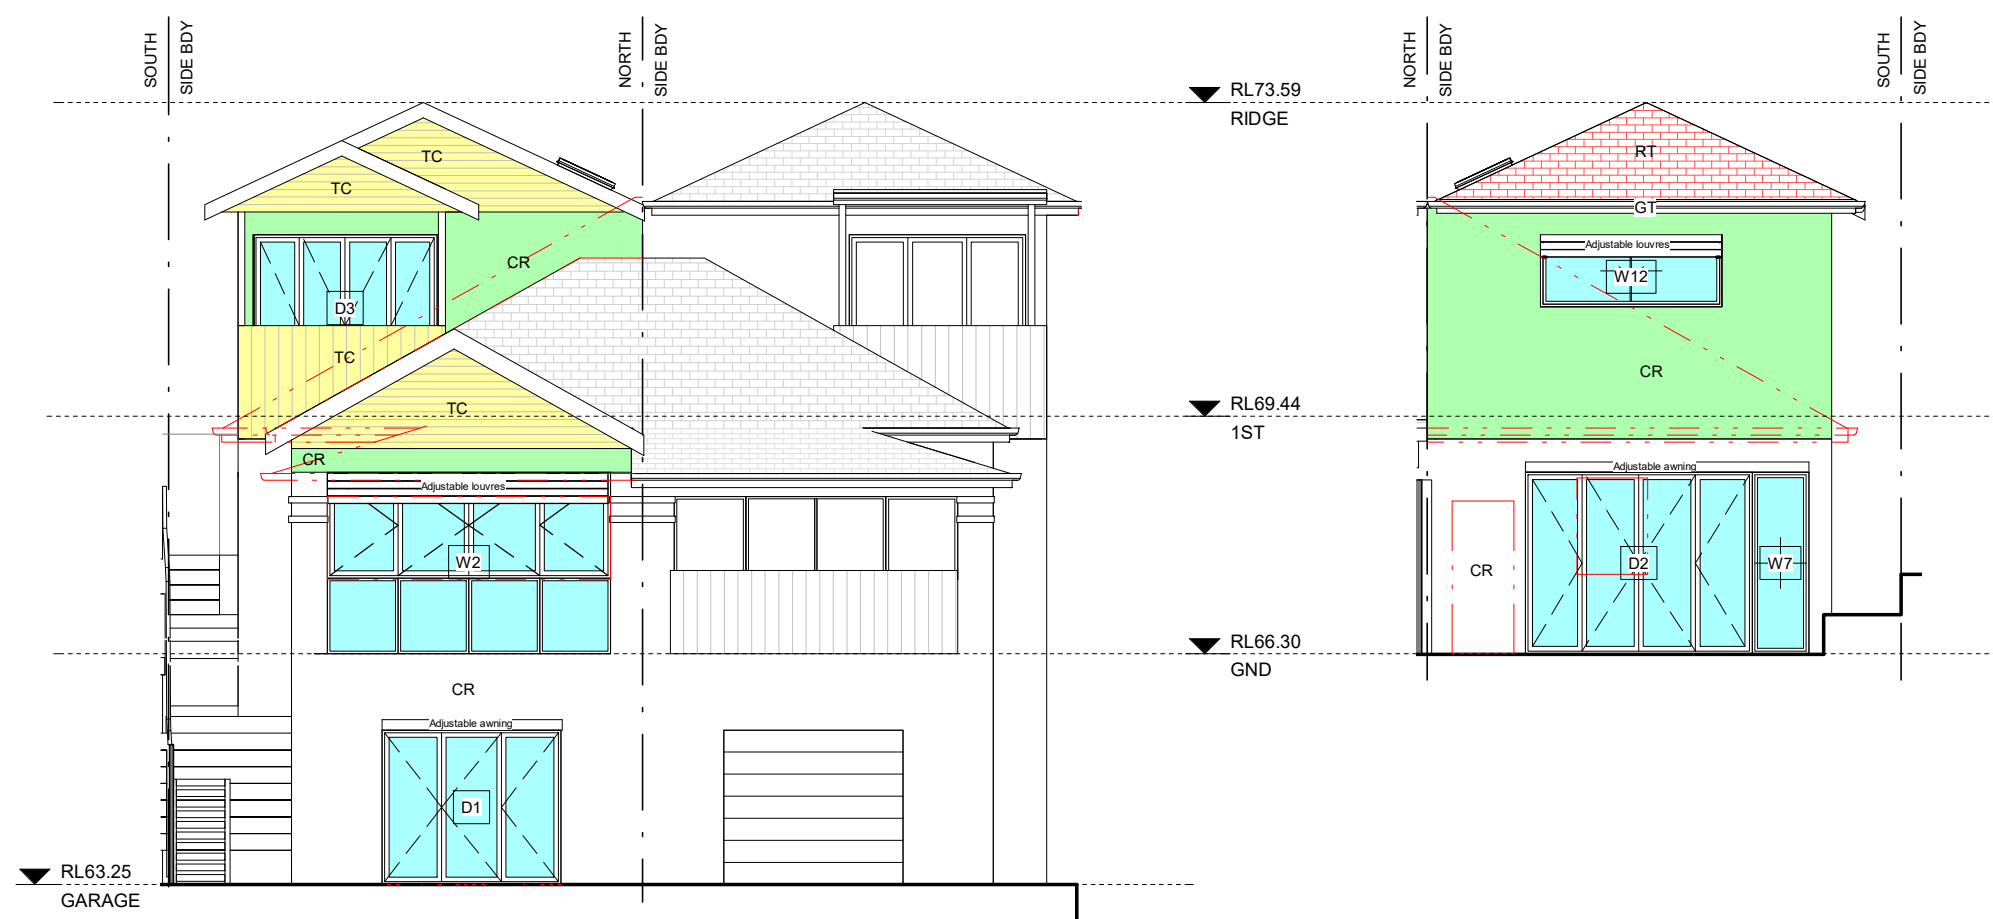 SOUTH
SIDE BDY
NORTH
SIDE BDY
NORTH
SIDE BDY
SOUTH
SIDE BDY
RL73.59
RIDGE
TC
TC
RT
GT
CR
Adjustable louvres
W12
D3
TC
CR
RL69.44
1ST
TC
CR
Adjustable louvres
Adjustable awning
W2
CR
D2
W7
RL66.30
GND
CR
Adjustable awning
D1
RL63.25
GARAGE